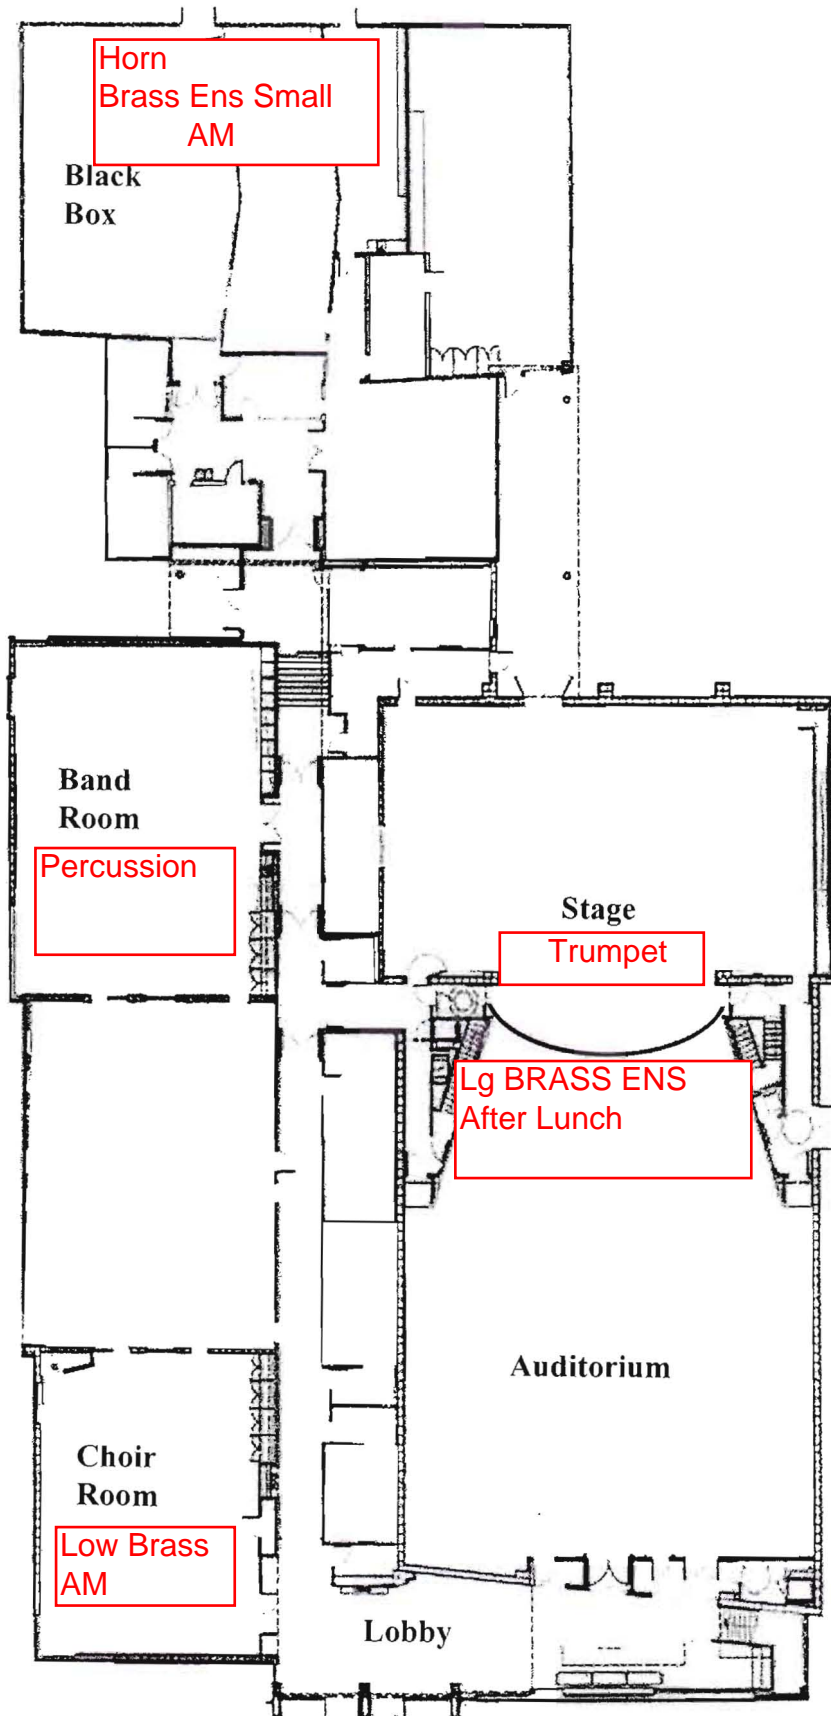 Horn
Brass Ens Small
AM
Black
Box
Band
Room
Percussion
Stage
Trumpet
Lg BRASS ENS
After Lunch
Auditorium
Choir
Room
Low Brass
AM
Lobby